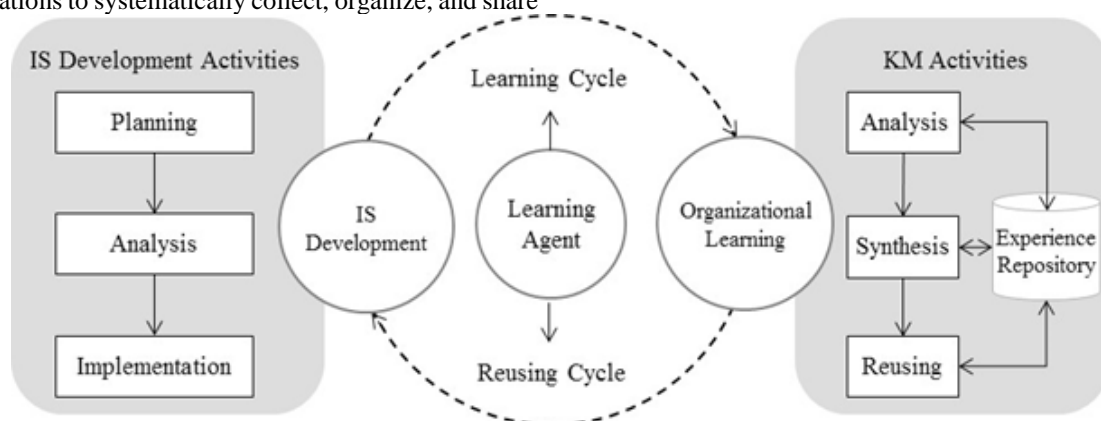 ations to systematically collect, organize, and share
IS Development Activities
Planning
Analysis
Implementation
IS
Development
Learning Cycle
Learning
Agent
Reusing Cycle
Organizational
Learning
KM Activities
Analysis
Synthesis
Reusing
Experience
Repository